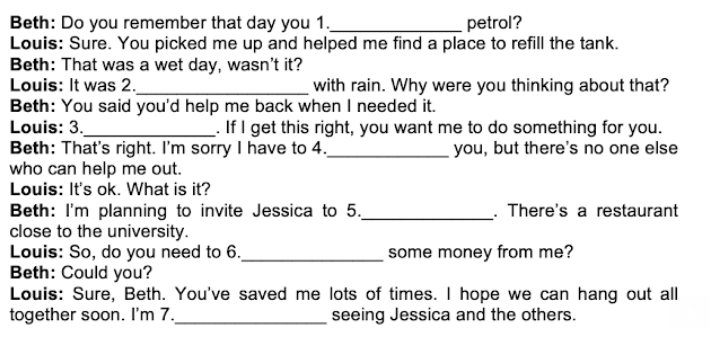 Beth: Do you remember that day you 1.______________ petrol?
Louis: Sure. You picked me up and helped me find a place to refill the tank.
Beth: That was a wet day, wasn't it?
Louis: It was 2.___________________ with rain. Why were you thinking about that?
Beth: You said you'd help me back when I needed it.
Louis: 3.______________. If I get this right, you want me to do something for you.
Beth: That's right. I'm sorry I have to 4._____________ you, but there's no one else
who can help me out.
Louis: It's ok. What is it?
Beth: I'm planning to invite Jessica to 5.______________. There's a restaurant
close to the university.
Louis: So, do you need to 6._______________ some money from me?
Beth: Could you?
Louis: Sure, Beth. You've saved me lots of times. I hope we can hang out all
together soon. I'm 7.________________ seeing Jessica and the others.